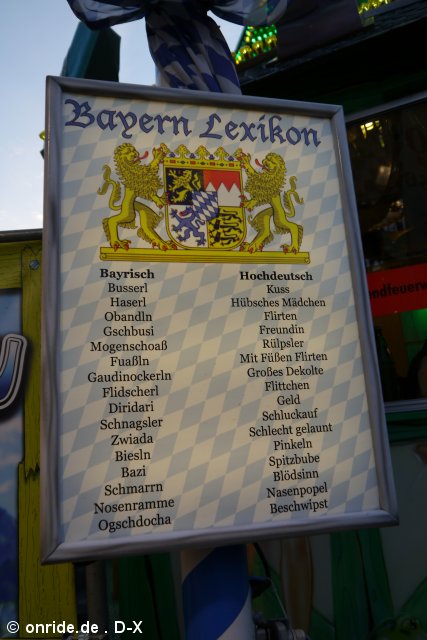 Bayern Lexikon
Bayrisch Hochdeutsch
Busserl Kuss
Haserl Hübsches Mädchen
Obandln Flirten
Gschbusi Freundin
Mogenschoaß Rülpsler
Fuaßln Mit Füßen Flirten
Gaudinockerln Großes Dekolte
Flidscherl Flittchen
Diridari Geld
Schnagsler Schluckauf
Zwiada Schlecht gelaunt
Biesln Pinkeln
Bazi Spitzbube
Schmarrn Blödsinn
Nosenramme Nasenpopel
Ogschdocha Beschwipst
© onride.de . D-X